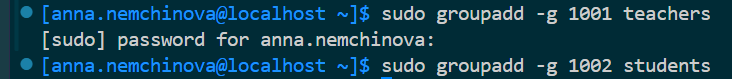 [anna.nemchinova@localhost ~]$ sudo groupadd -g 1001 teachers
[sudo] password for anna.nemchinova:
[anna.nemchinova@localhost ~]$ sudo groupadd -g 1002 students